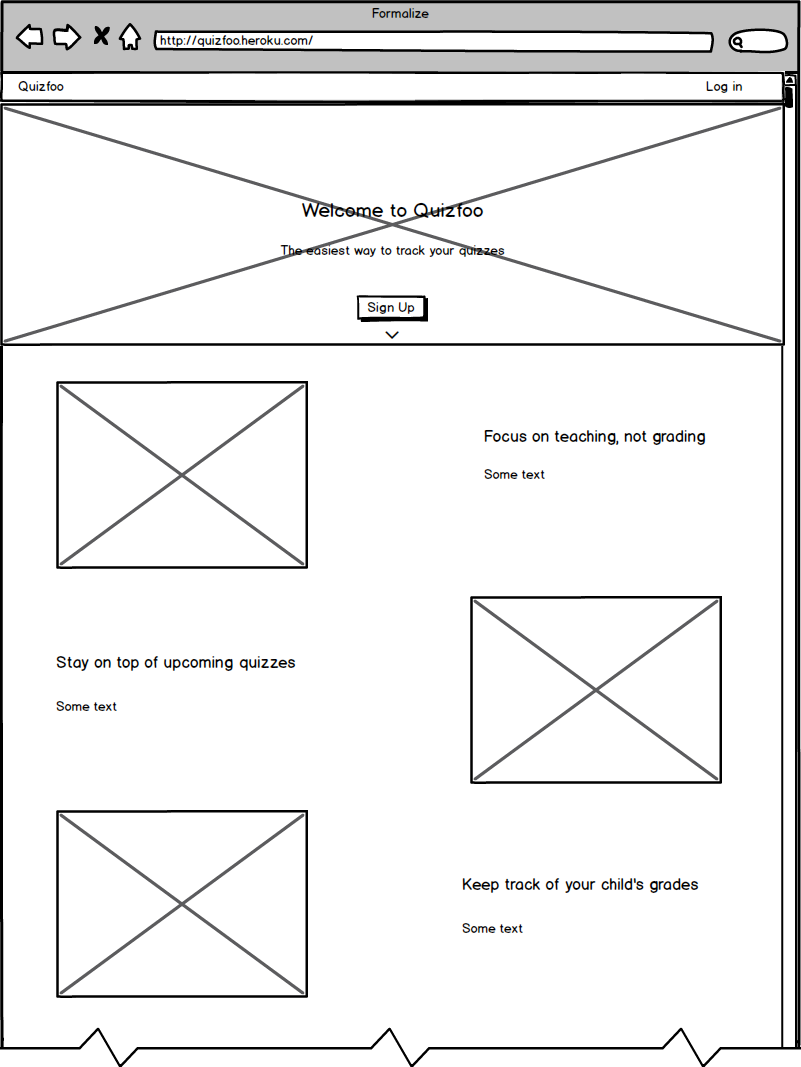 Formalize
http://quizfoo.heroku.com/
Quizfoo
Log in
Welcome to Quizfoo
The easiest way to track your quizzes
Sign Up
Focus on teaching, not grading
Some text
Stay on top of upcoming quizzes
Some text
Keep track of your child's grades
Some text